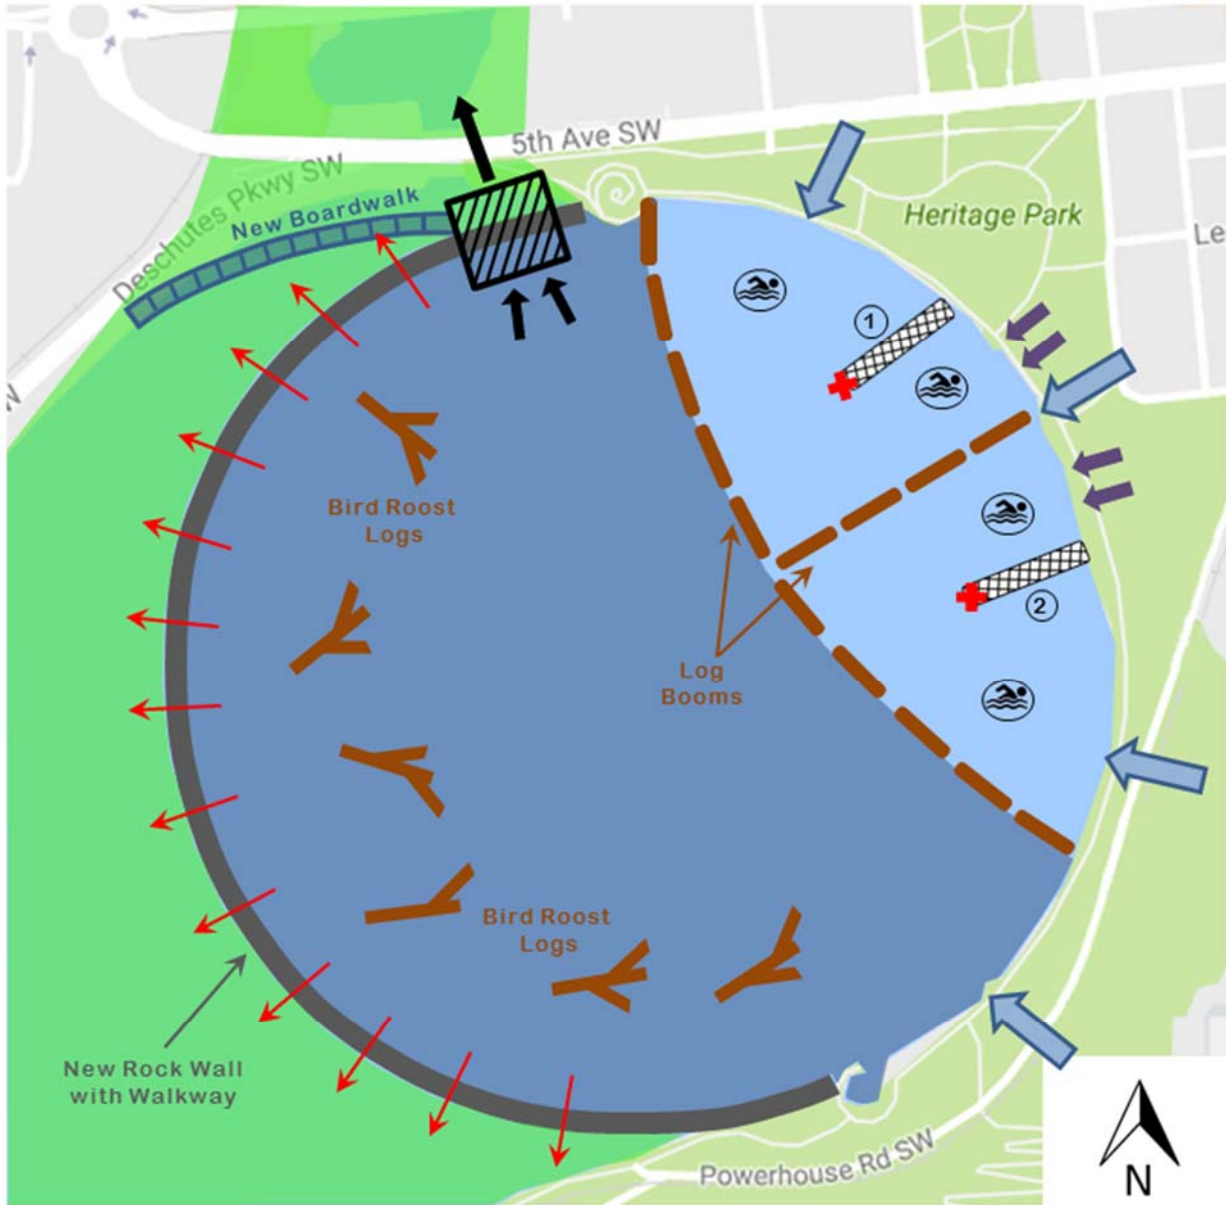 5th Ave SW
Deschutes Pkwy SW
New Boardwalk
Heritage Park
Le
1
Bird Roost
Logs
2
Log
Booms
Bird Roost
Logs
New Rock Wall
with Walkway
Powerhouse Rd SW
N